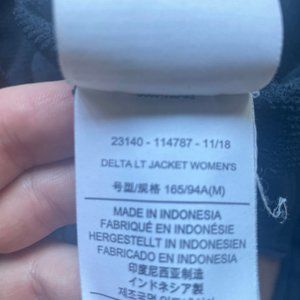 23140 - 114787 - 11/18
DELTA LT JACKET WOMEN'S
号型/规格 165/94A(M)
MADE IN INDONESIA
FABRIQUÉ EN INDONÉSIE
HERGESTELLT IN INDONESIEN
FABRICADO EN INDONESIA
印度尼西亚制造
インドネシア製